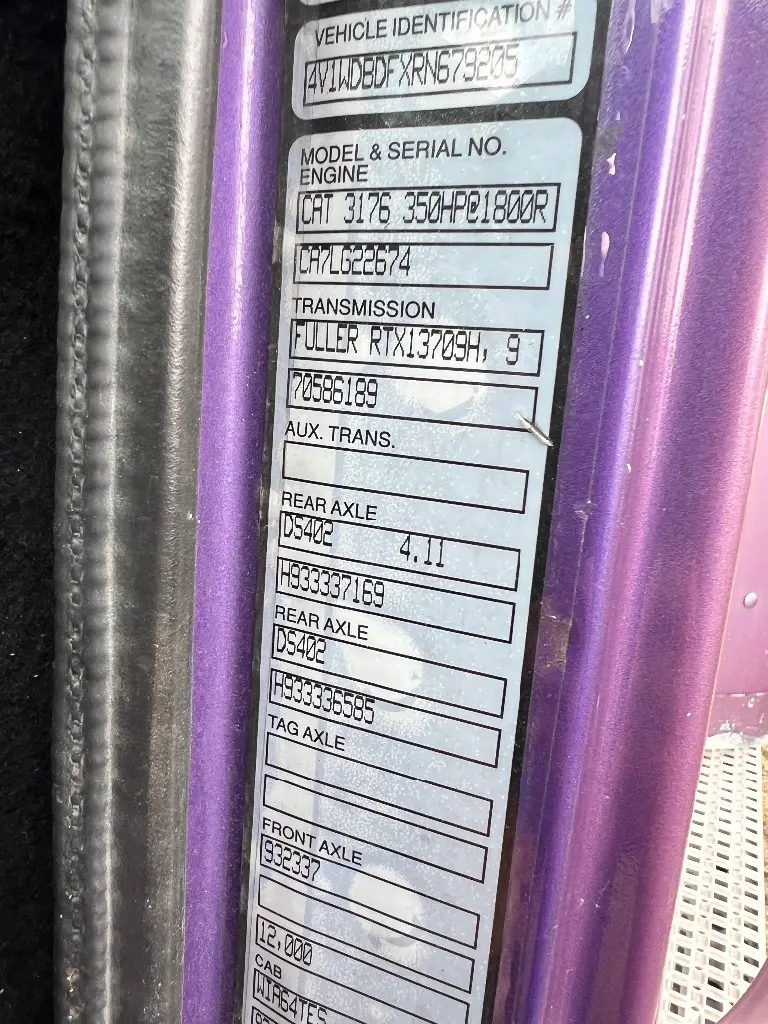 VEHICLE IDENTIFICATION #
4V1WDBDFXRN679205
MODEL & SERIAL NO.
ENGINE
CAT 3176 350HP@1800R
CA7LG22674
TRANSMISSION
FULLER RTX13709H, 9
70586189
AUX. TRANS.
REAR AXLE
DS402 4.11
H933337169
REAR AXLE
DS402
H933336585
TAG AXLE
FRONT AXLE
932337
12,000
CAB
WIA64TES